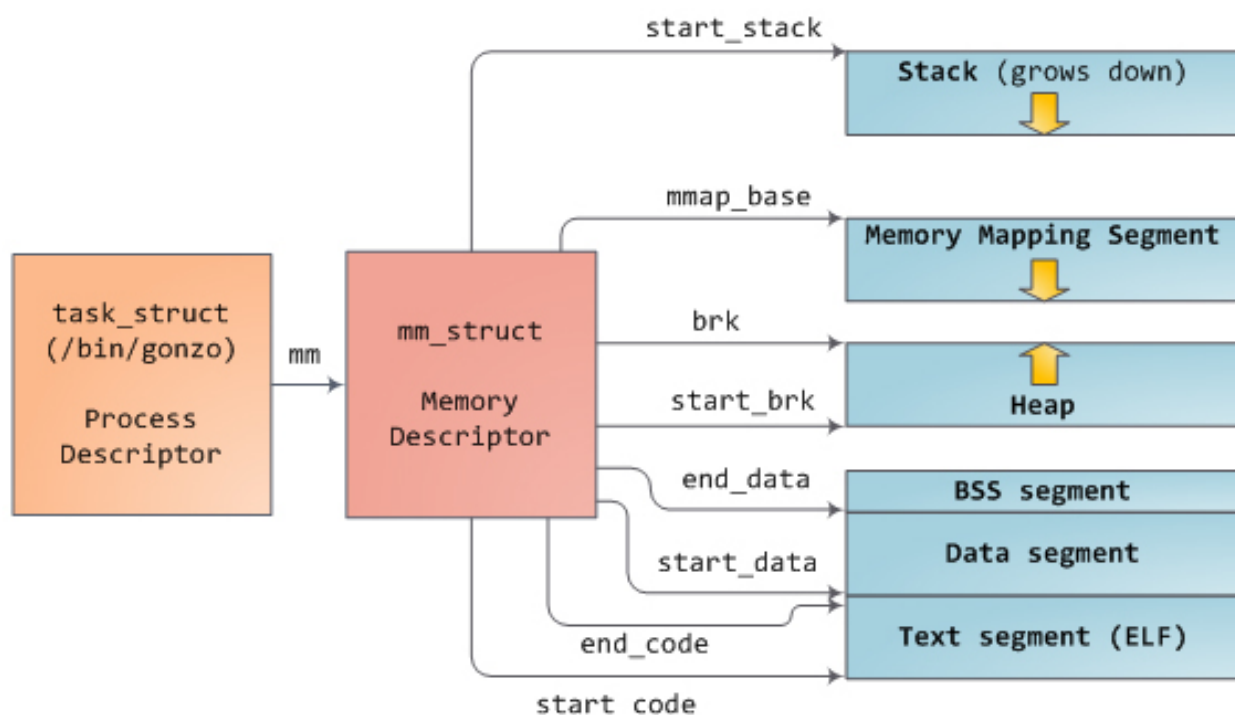 start_stack
Stack (grows down)
mmap_base
Memory Mapping Segment
task_struct
(/bin/gonzo)
Process
Descriptor
mm
mm_struct
Memory
Descriptor
brk
start_brk
Heap
end_data
BSS segment
start_data
Data segment
end_code
Text segment (ELF)
start code